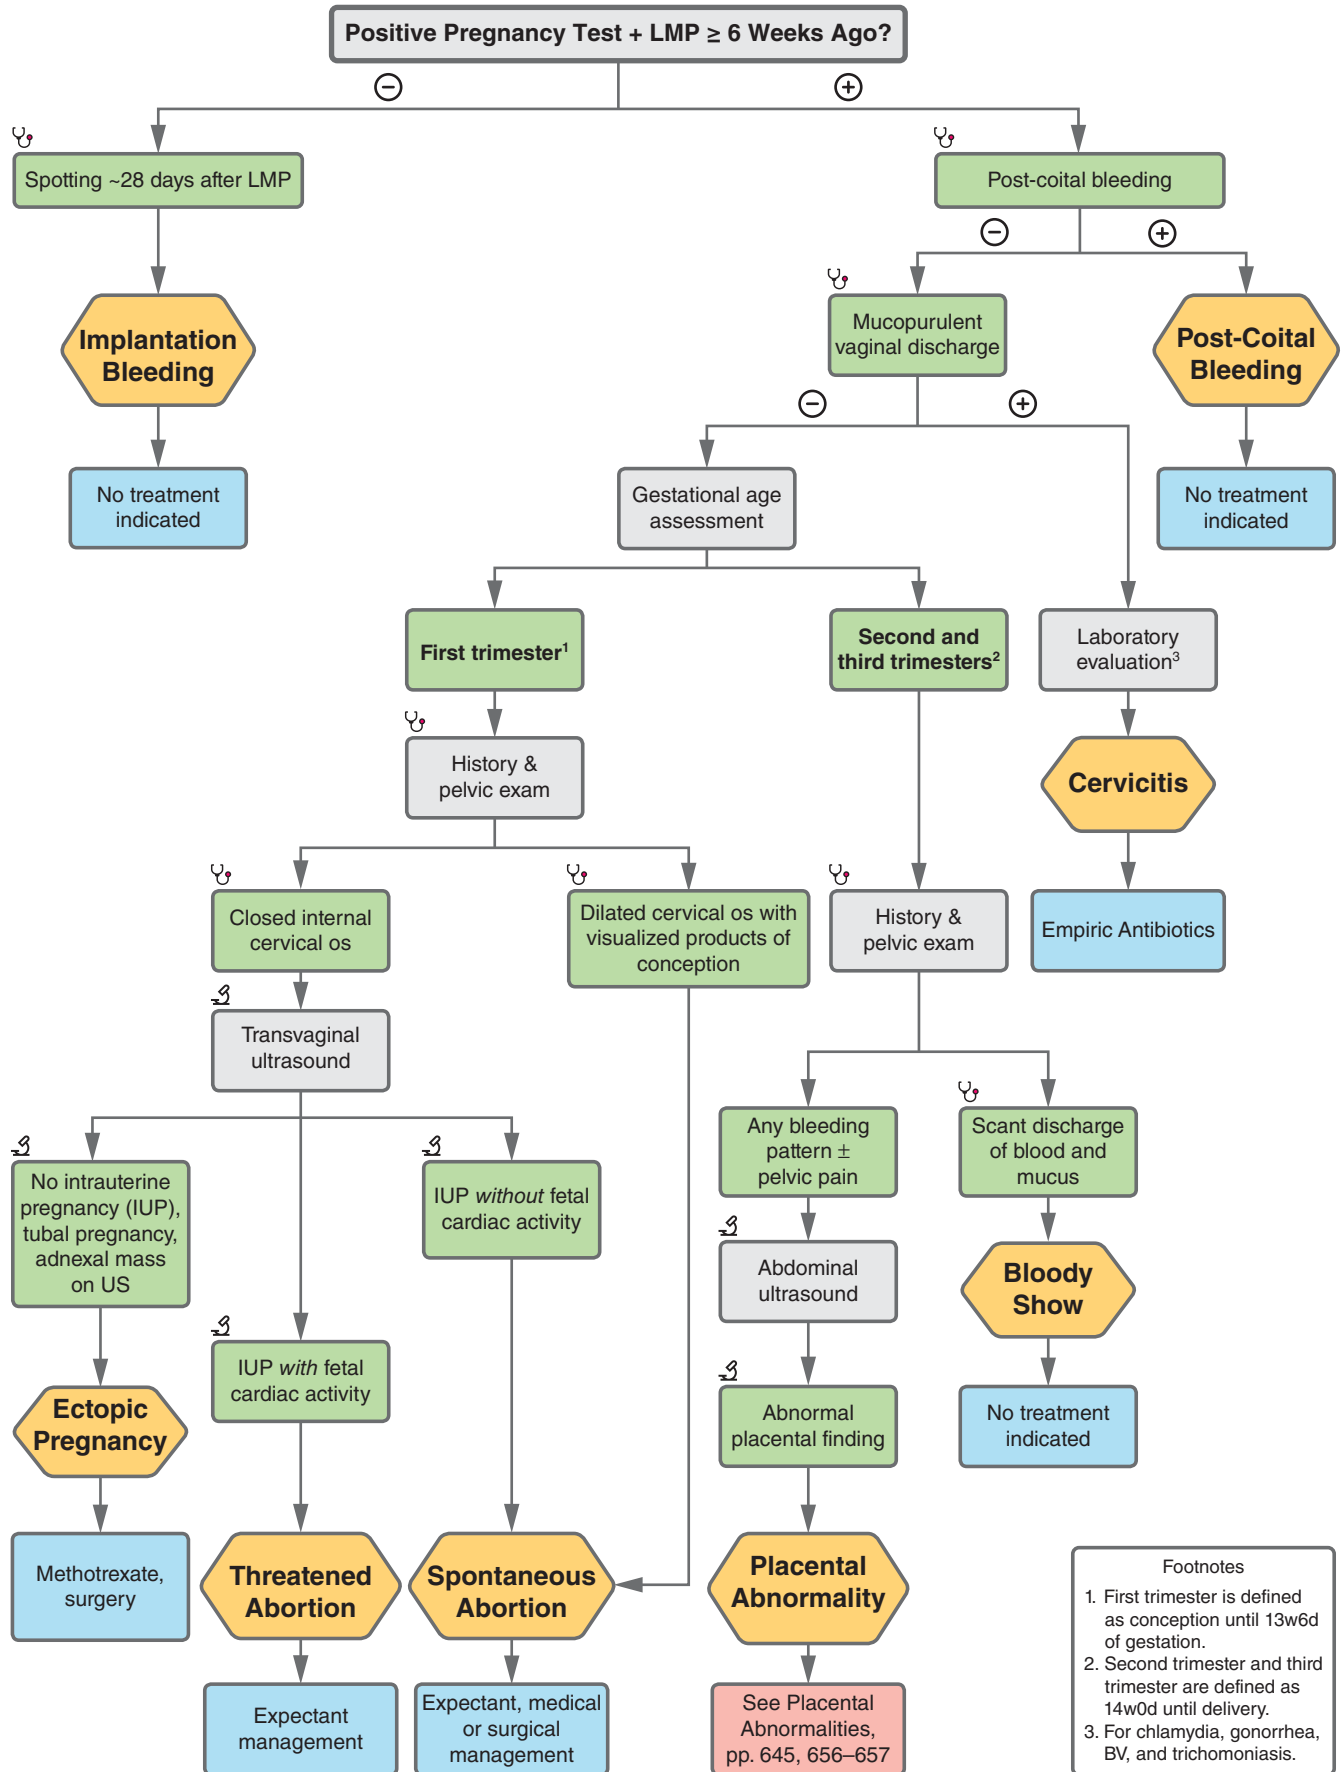 Positive Pregnancy Test + LMP ≥ 6 Weeks Ago?
−
+
Spotting ~28 days after LMP
Post-coital bleeding
−
+
Implantation
Bleeding
Mucopurulent
vaginal discharge
Post-Coital
Bleeding
−
+
No treatment
indicated
Gestational age
assessment
No treatment
indicated
First trimester1
Second and
third trimesters2
Laboratory
evaluation3
History &
pelvic exam
Cervicitis
Closed internal
cervical os
Dilated cervical os with
visualized products of
conception
History &
pelvic exam
Empiric Antibiotics
Transvaginal
ultrasound
Any bleeding
pattern ±
pelvic pain
Scant discharge
of blood and
mucus
No intrauterine
pregnancy (IUP),
tubal pregnancy,
adnexal mass
on US
IUP without fetal
cardiac activity
Abdominal
ultrasound
Bloody
Show
IUP with fetal
cardiac activity
Ectopic
Pregnancy
Abnormal
placental finding
No treatment
indicated
Methotrexate,
surgery
Threatened
Abortion
Spontaneous
Abortion
Placental
Abnormality
Expectant
management
Expectant, medical
or surgical
management
See Placental
Abnormalities,
pp. 645, 656–657
Footnotes
1. First trimester is defined
as conception until 13w6d
of gestation.
2. Second trimester and third
trimester are defined as
14w0d until delivery.
3. For chlamydia, gonorrhea,
BV, and trichomoniasis.